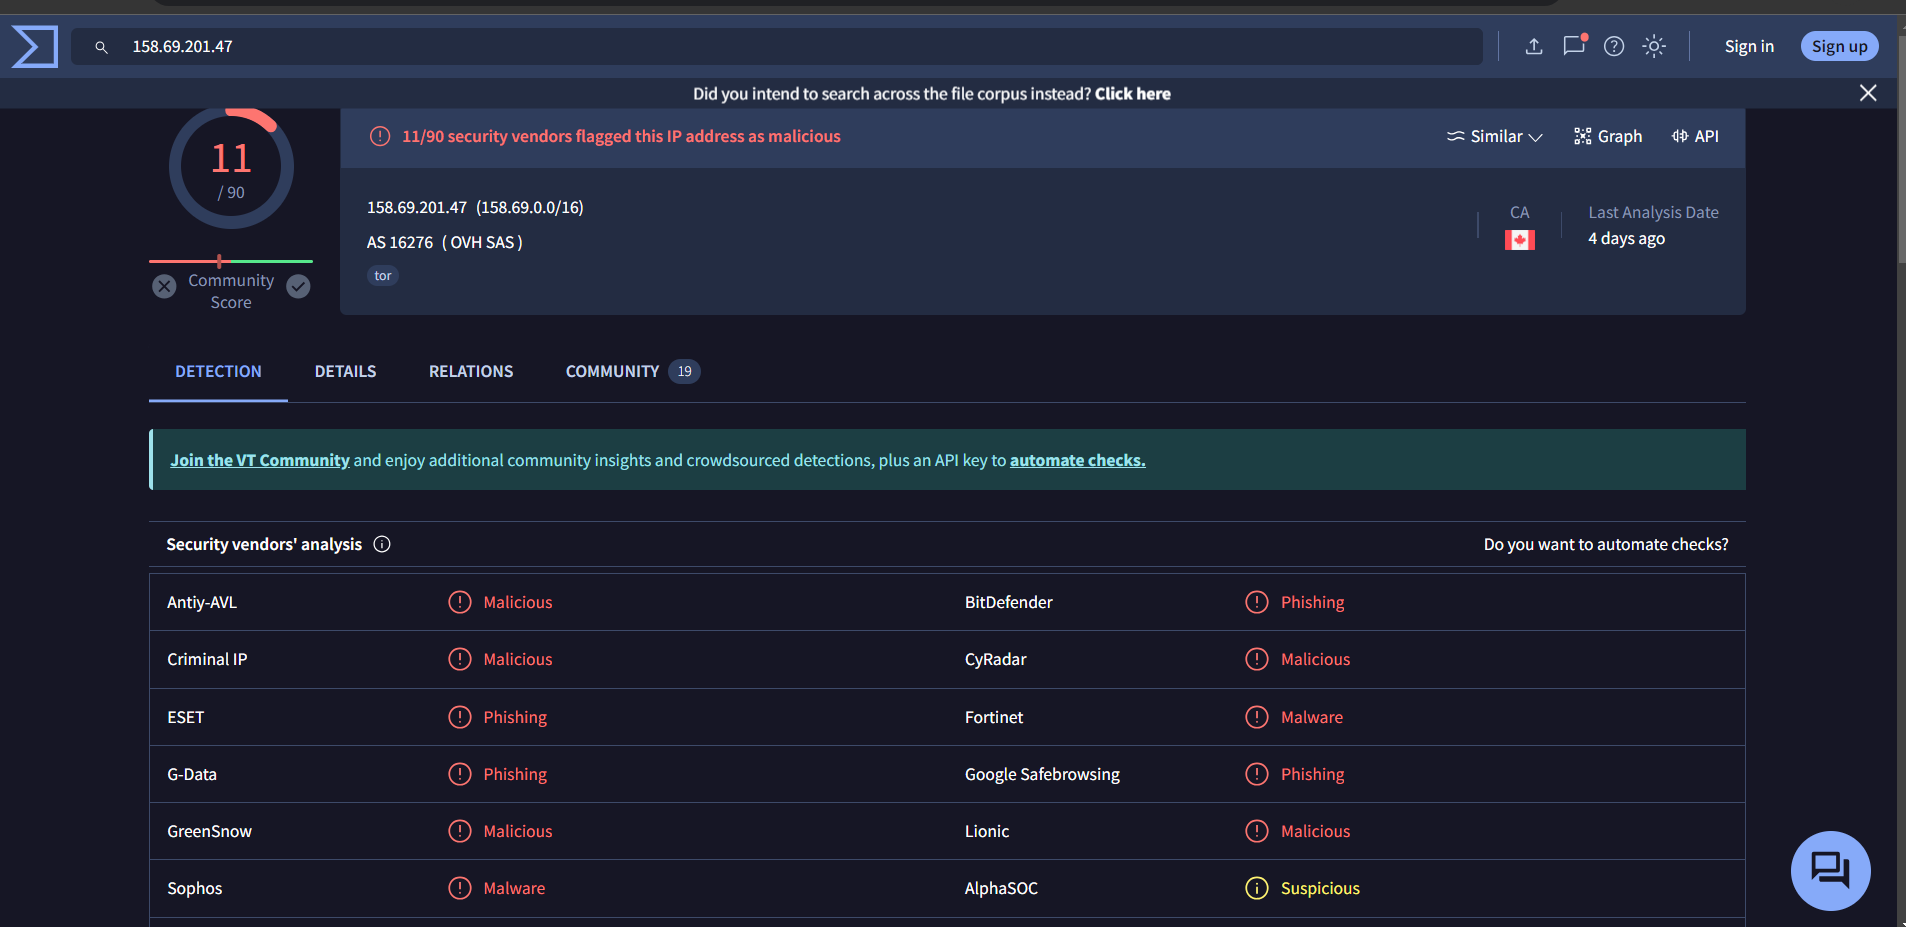 158.69.201.47
Sign in
Sign up
Did you intend to search across the file corpus instead? Click here
11
/ 90
Community
Score
11/90 security vendors flagged this IP address as malicious
Similar
Graph
API
158.69.201.47 (158.69.0.0/16)
AS 16276 ( OVH SAS )
tor
CA
Last Analysis Date
4 days ago
DETECTION
DETAILS
RELATIONS
COMMUNITY 19
Join the VT Community and enjoy additional community insights and crowdsourced detections, plus an API key to automate checks.
Security vendors' analysis
Do you want to automate checks?
Antiy-AVL Malicious BitDefender Phishing
Criminal IP Malicious CyRadar Malicious
ESET Phishing Fortinet Malware
G-Data Phishing Google Safebrowsing Phishing
GreenSnow Malicious Lionic Malicious
Sophos Malware AlphaSOC Suspicious